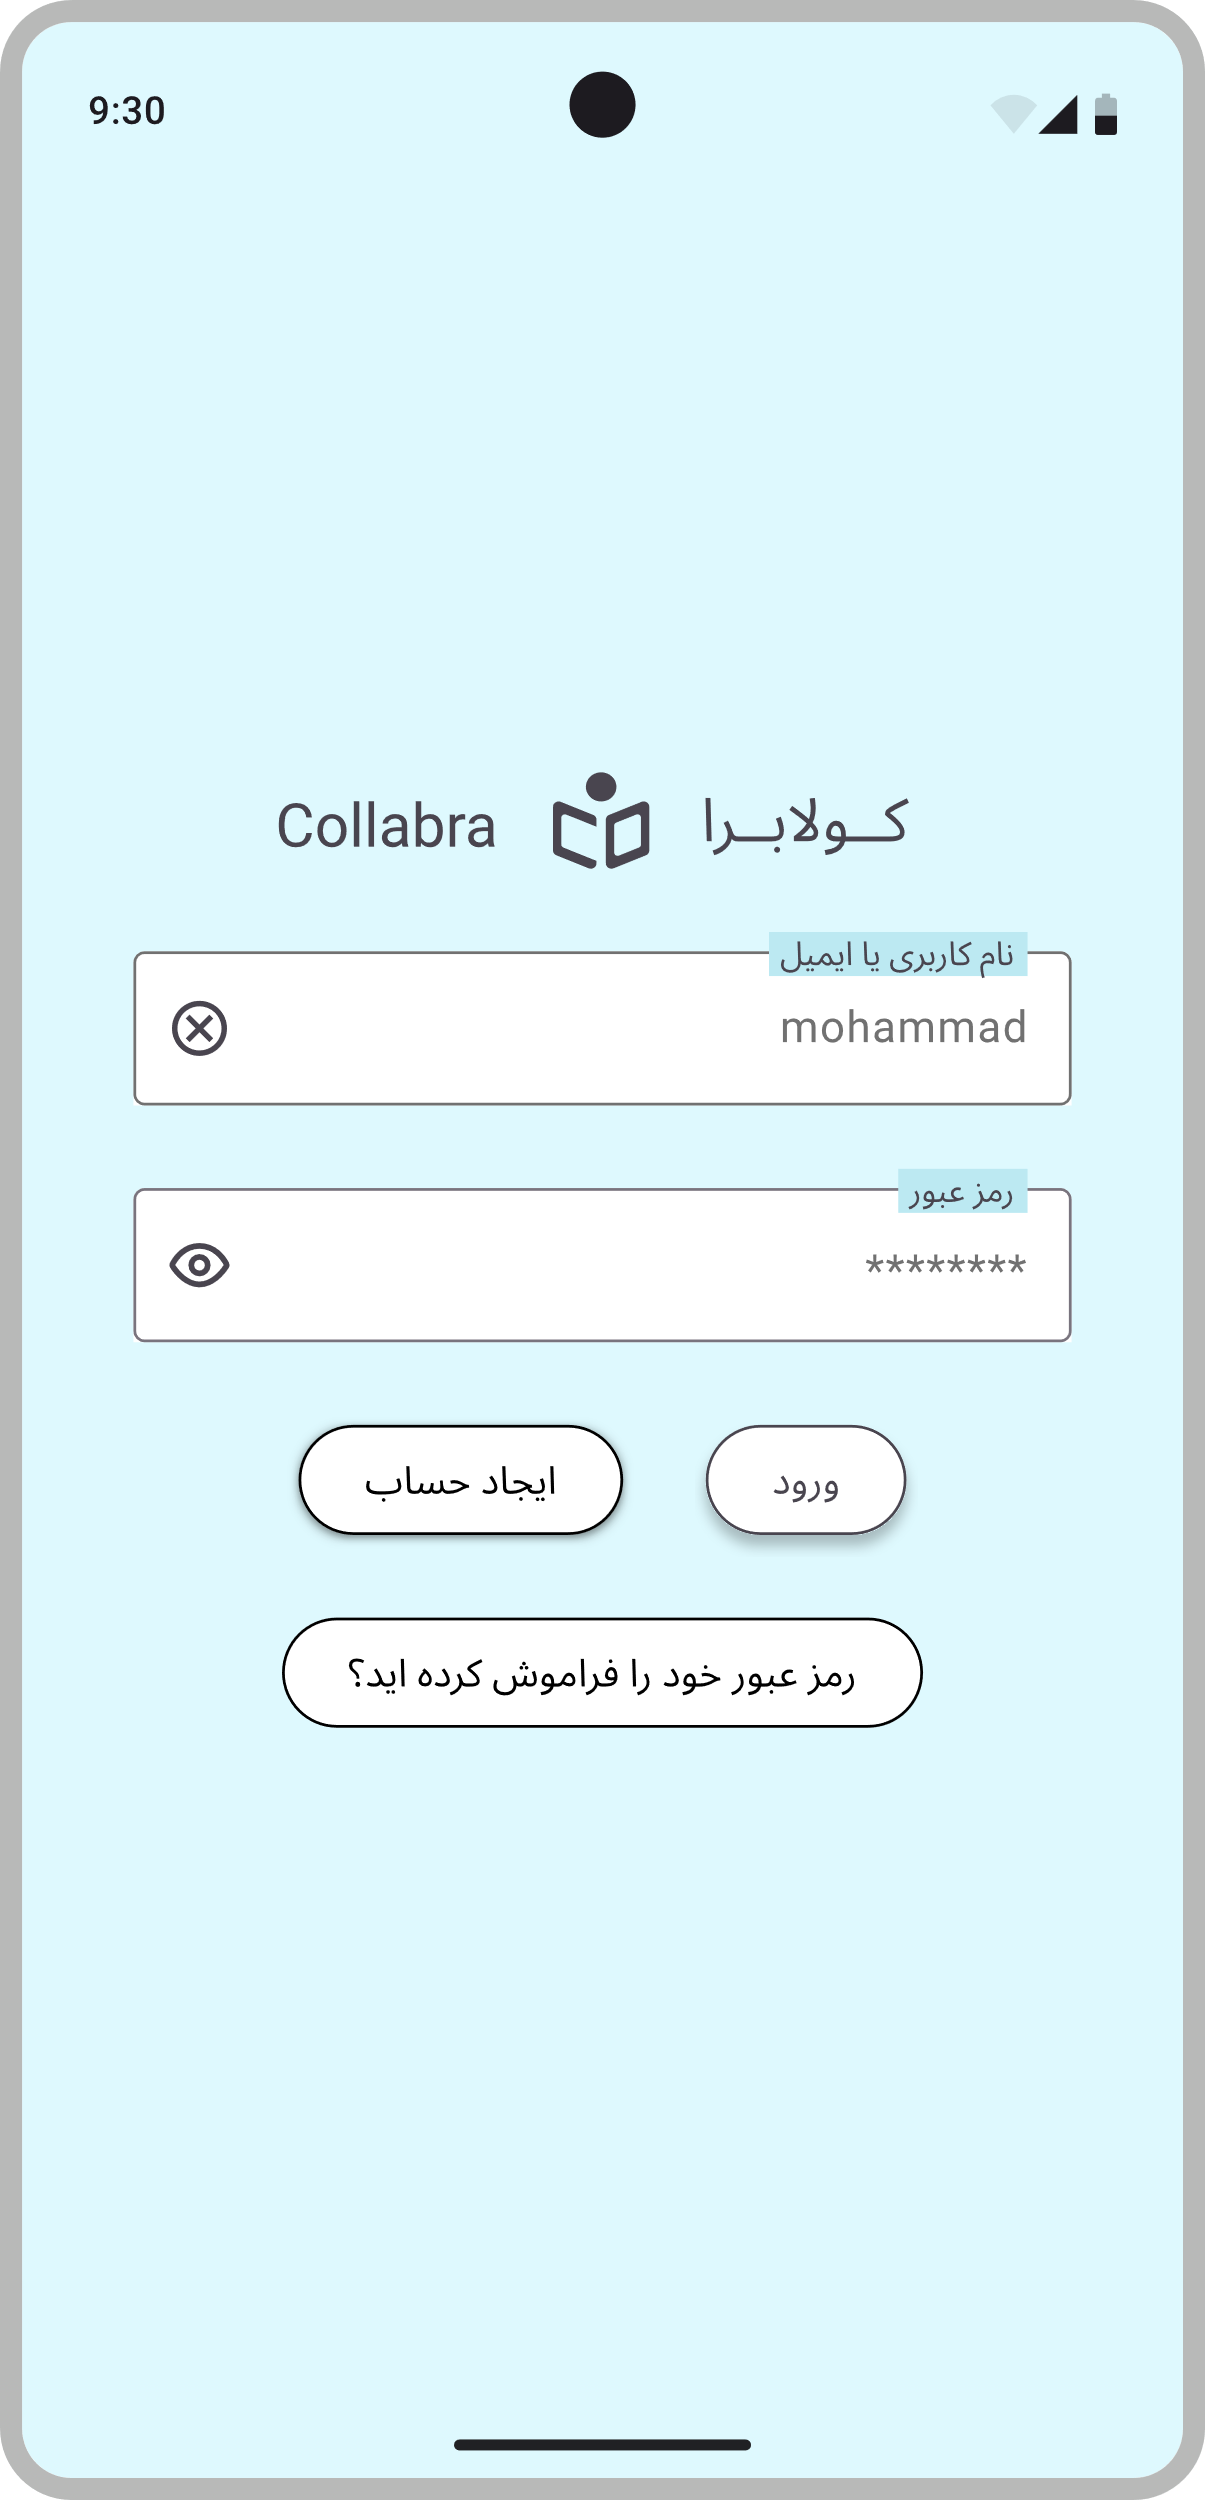 9:30
کـــولابـــرا Collabra
نام کاربری یا ایمیل
mohammad
رمز عبور
********
ورود
ایجاد حساب
رمز عبور خود را فراموش کرده اید؟